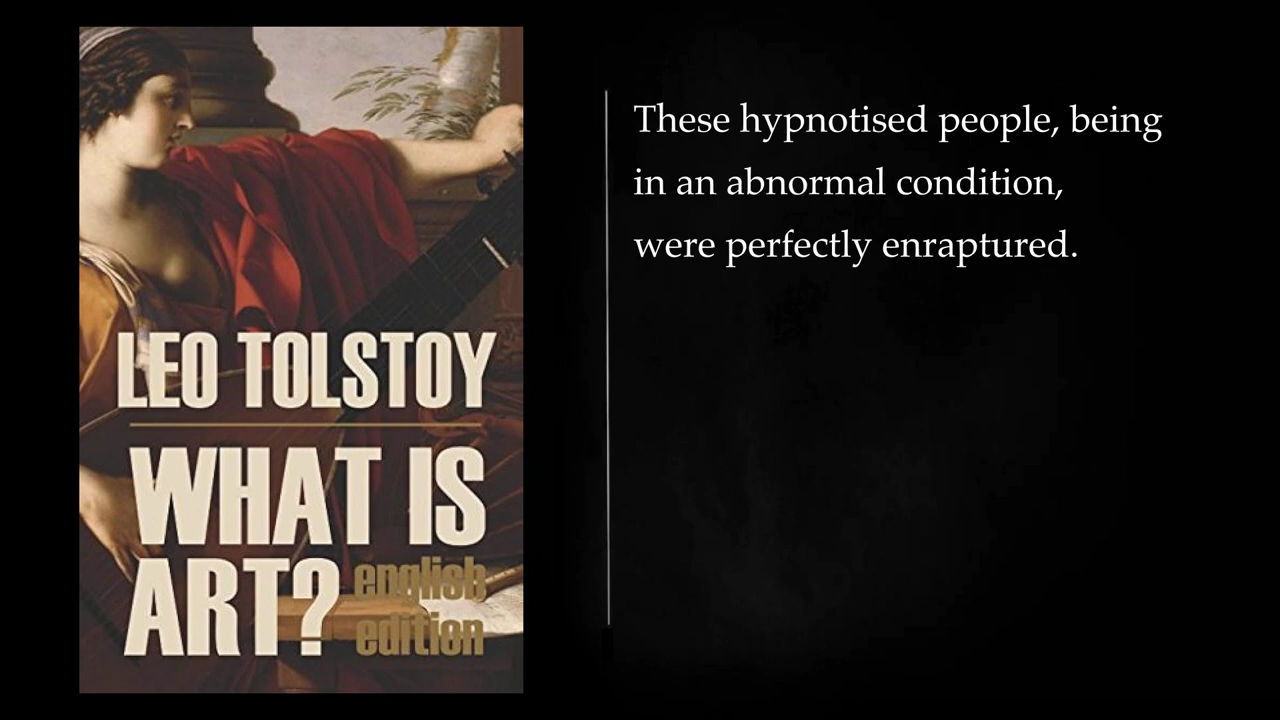 LEO TOLSTOY
WHAT IS
ART?
english
edition
These hypnotised people, being
in an abnormal condition,
were perfectly enraptured.